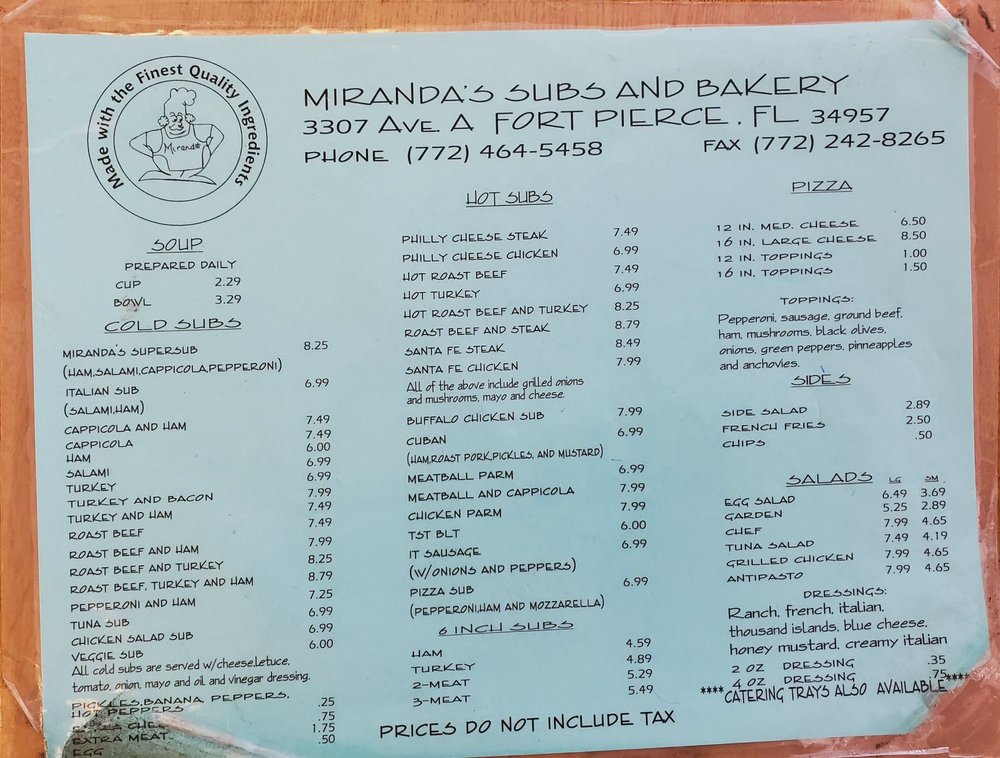 Made with the Finest Quality Ingredients
Miranda
MIRANDA'S SUBS AND BAKERY
3307 AVE A FORT PIERCE, FL 34957
PHONE (772) 464-5458
FAX (772) 242-8265
SOUP
PREPARED DAILY
CUP 2.29
BOWL 3.29
COLD SUBS
MIRANDA'S SUPERSUB 8.25
(HAM,SALAMI,CAPPICOLA,PEPPERONI)
ITALIAN SUB 6.99
(SALAMI,HAM)
CAPPICOLA AND HAM 7.49
CAPPICOLA 7.49
HAM 6.00
SALAMI 6.99
TURKEY 6.99
TURKEY AND BACON 7.99
TURKEY AND HAM 7.49
ROAST BEEF 7.49
ROAST BEEF AND HAM 7.99
ROAST BEEF AND TURKEY 8.25
ROAST BEEF, TURKEY AND HAM 8.79
PEPPERONI AND HAM 7.25
TUNA SUB 6.99
CHICKEN SALAD SUB 6.99
VEGGIE SUB 6.00
All cold subs are served w/cheese,letuce,
tomato, onion, mayo and oil and vinegar dressing.
PICKLES,BANANA PEPPERS, .25
HOT PEPPERS
.75
EXTRA MEAT 1.75
EGG .50
HOT SUBS
PHILLY CHEESE STEAK 7.49
PHILLY CHEESE CHICKEN 6.99
HOT ROAST BEEF 7.49
HOT TURKEY 6.99
HOT ROAST BEEF AND TURKEY 8.25
ROAST BEEF AND STEAK 8.79
SANTA FE STEAK 8.49
SANTA FE CHICKEN 7.99
All of the above include grilled onions
and mushrooms, mayo and cheese.
BUFFALO CHICKEN SUB 7.99
CUBAN 6.99
(HAM,ROAST PORK,PICKLES, AND MUSTARD)
MEATBALL PARM 6.99
MEATBALL AND CAPPICOLA 7.99
CHICKEN PARM 7.99
TST BLT 6.00
IT SAUSAGE 6.99
(W/ONIONS AND PEPPERS)
PIZZA SUB 6.99
(PEPPERONI,HAM AND MOZZARELLA)
6 INCH SUBS
HAM 4.59
TURKEY 4.89
2-MEAT 5.29
3-MEAT 5.49
PRICES DO NOT INCLUDE TAX
PIZZA
12 IN. MED. CHEESE 6.50
16 IN. LARGE CHEESE 8.50
12 IN. TOPPINGS 1.00
16 IN. TOPPINGS 1.50
TOPPINGS:
Pepperoni, sausage, ground beef,
ham, mushrooms, black olives,
onions, green peppers, pinneapples
and anchovies.
SIDES
SIDE SALAD 2.89
FRENCH FRIES 2.50
CHIPS .50
SALADS LG SM
EGG SALAD 6.49 3.69
GARDEN 5.25 2.89
CHEF 7.99 4.65
TUNA SALAD 7.49 4.19
GRILLED CHICKEN 7.99 4.65
ANTIPASTO 7.99 4.65
DRESSINGS:
Ranch, french, italian,
thousand islands, blue cheese,
honey mustard, creamy italian
2 OZ DRESSING .35
4 OZ DRESSING .75
****CATERING TRAYS ALSO AVAILABLE****